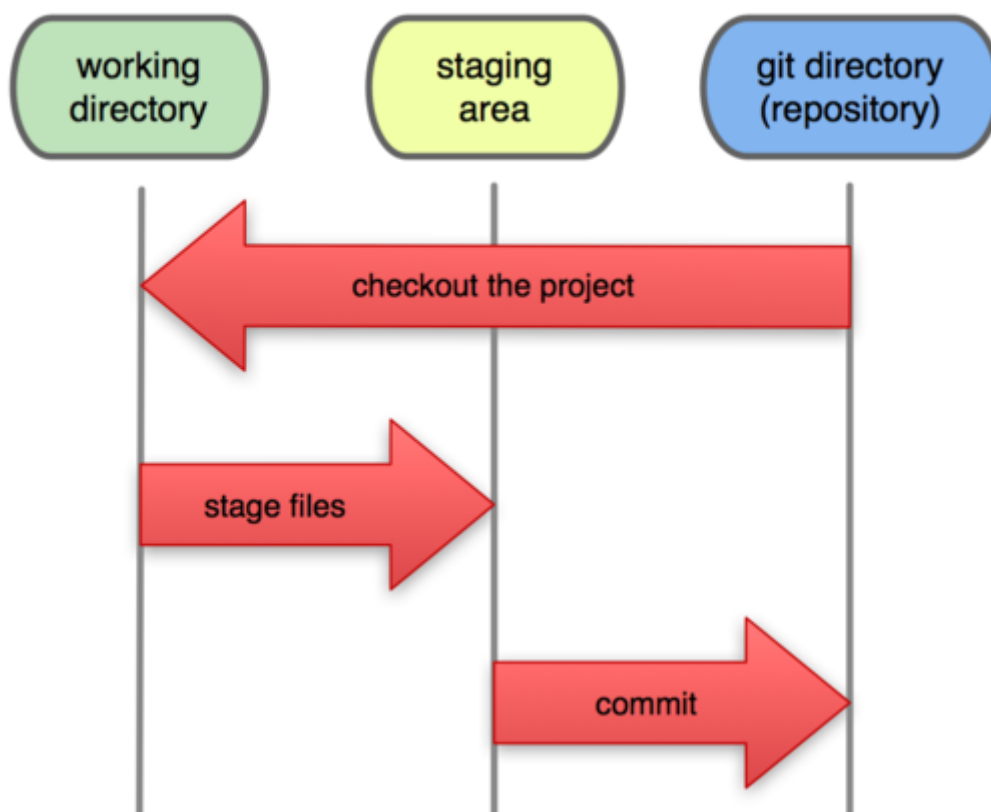 working
directory
staging
area
git directory
(repository)
checkout the project
stage files
commit